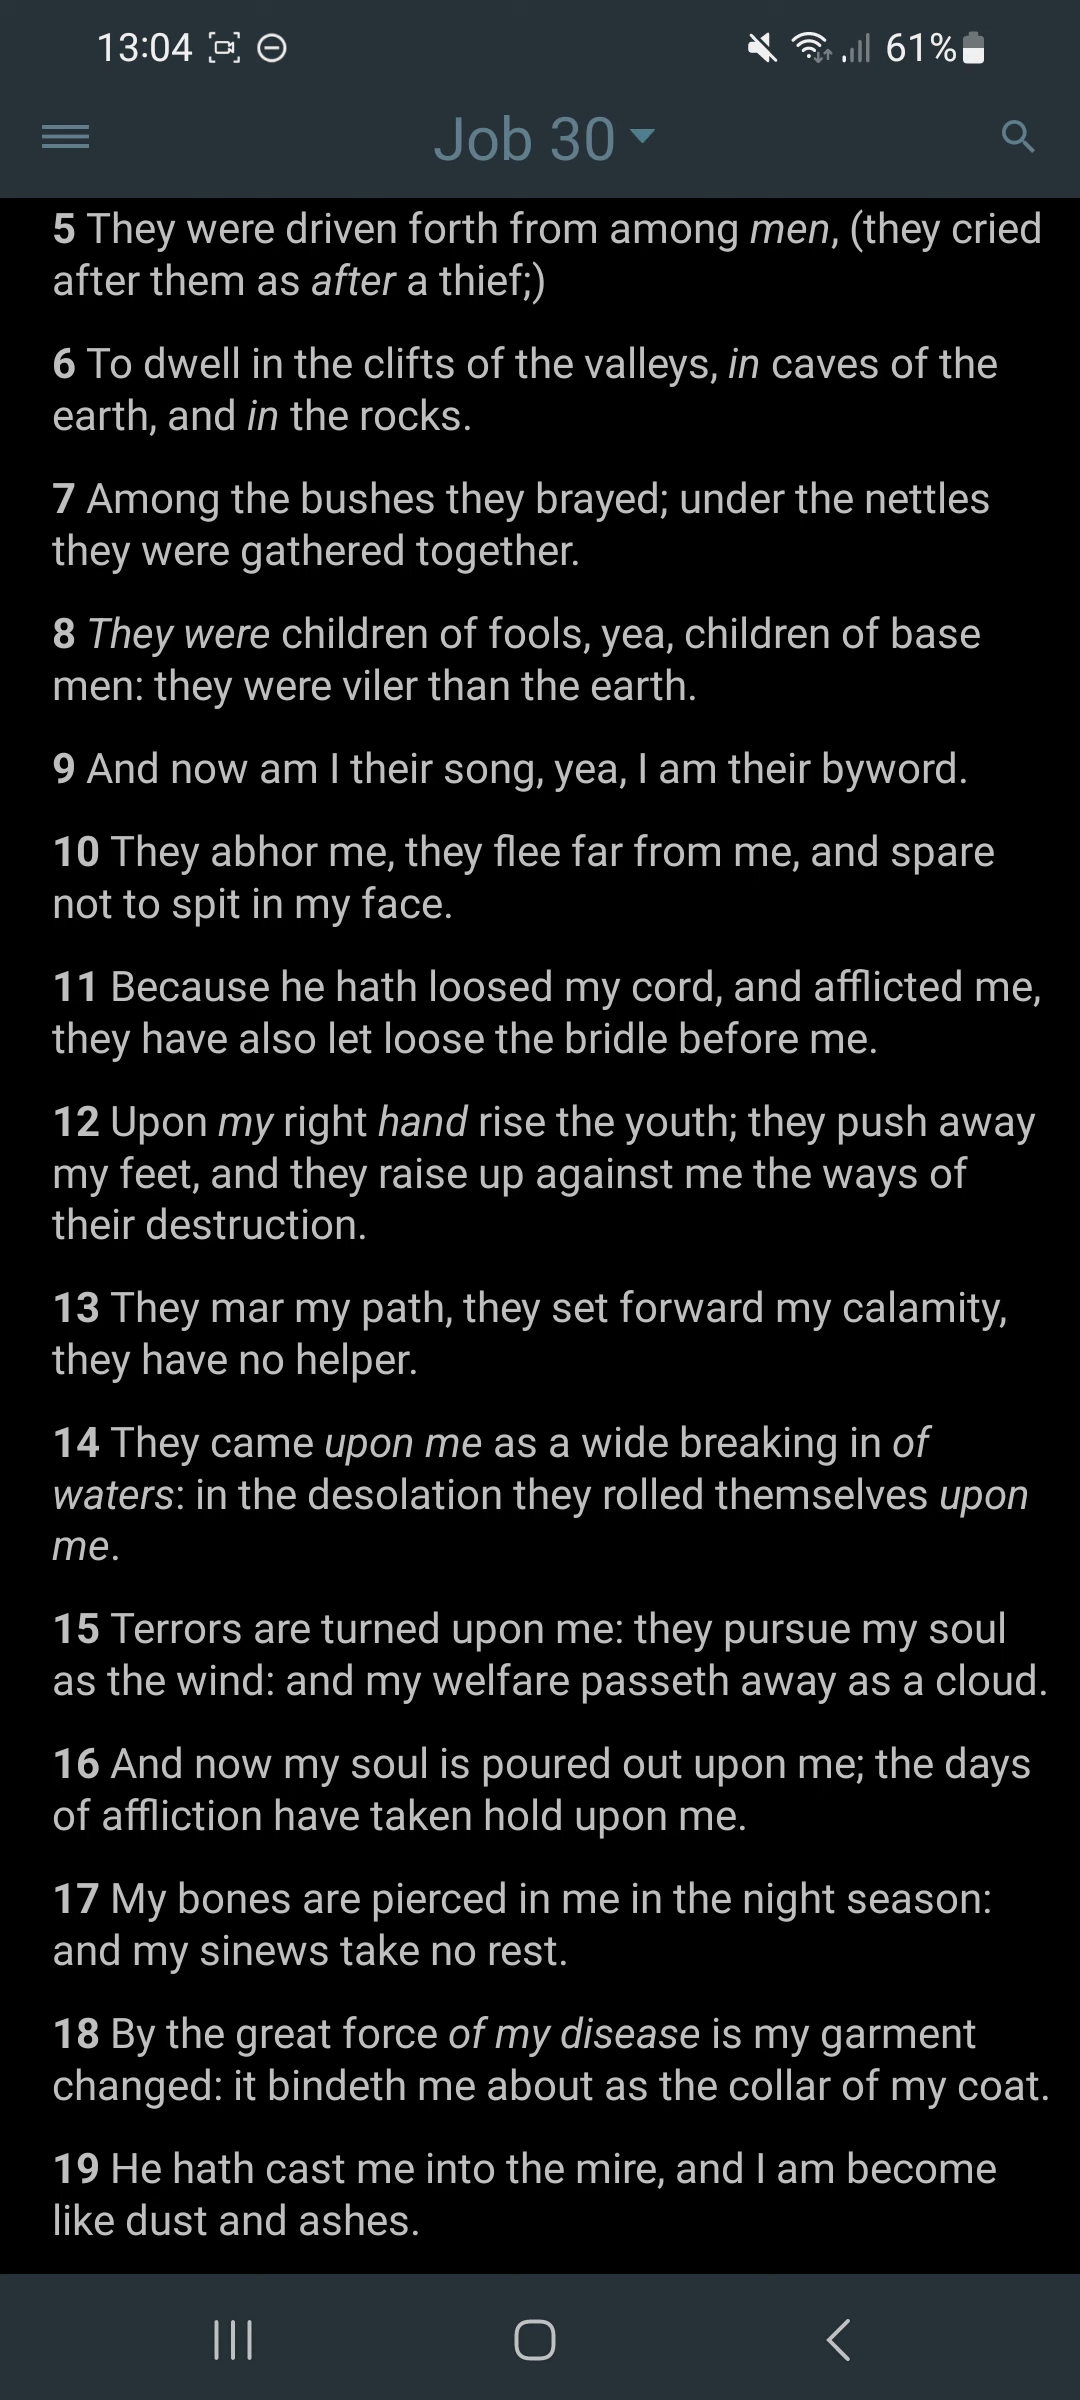 13:04 61%
Job 30
5 They were driven forth from among men, (they cried
after them as after a thief;)
6 To dwell in the clifts of the valleys, in caves of the
earth, and in the rocks.
7 Among the bushes they brayed; under the nettles
they were gathered together.
8 They were children of fools, yea, children of base
men: they were viler than the earth.
9 And now am I their song, yea, I am their byword.
10 They abhor me, they flee far from me, and spare
not to spit in my face.
11 Because he hath loosed my cord, and afflicted me,
they have also let loose the bridle before me.
12 Upon my right hand rise the youth; they push away
my feet, and they raise up against me the ways of
their destruction.
13 They mar my path, they set forward my calamity,
they have no helper.
14 They came upon me as a wide breaking in of
waters: in the desolation they rolled themselves upon
me.
15 Terrors are turned upon me: they pursue my soul
as the wind: and my welfare passeth away as a cloud.
16 And now my soul is poured out upon me; the days
of affliction have taken hold upon me.
17 My bones are pierced in me in the night season:
and my sinews take no rest.
18 By the great force of my disease is my garment
changed: it bindeth me about as the collar of my coat.
19 He hath cast me into the mire, and I am become
like dust and ashes.